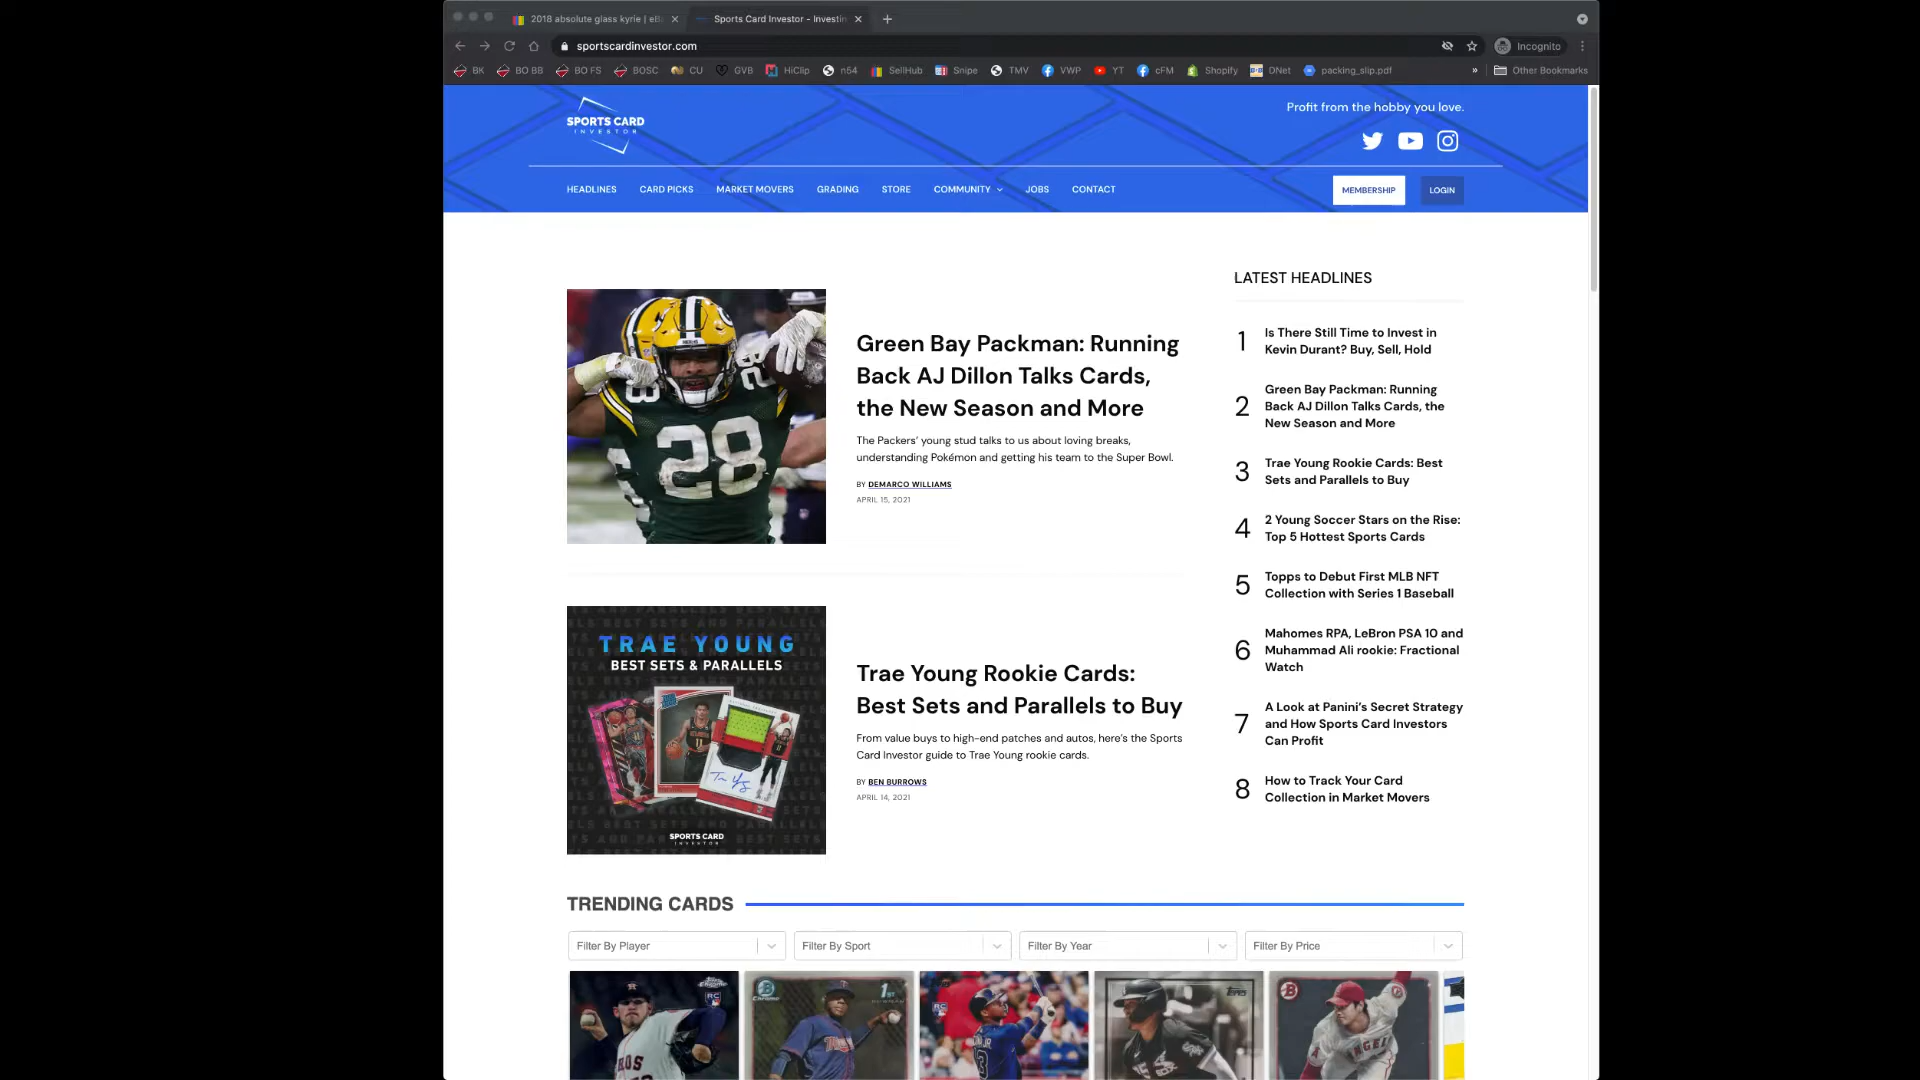 2018 absolute glass kyrie | eB
Sports Card Investor - Investin
sportscardinvestor.com
Incognito
BK
BO BB
BO FS
BOSC
CU
GVB
HiClip
n54
SellHub
Snipe
TMV
VWP
YT
cFM
Shopify
DNet
packing_slip.pdf
»
Other Bookmarks
SPORTS CARD
INVESTOR
Profit from the hobby you love.
HEADLINES
CARD PICKS
MARKET MOVERS
GRADING
STORE
COMMUNITY
JOBS
CONTACT
MEMBERSHIP
LOGIN
28
Green Bay Packman: Running
Back AJ Dillon Talks Cards,
the New Season and More
The Packers' young stud talks to us about loving breaks,
understanding Pokémon and getting his team to the Super Bowl.
BY DEMARCO WILLIAMS
APRIL 15, 2021
TRAE YOUNG
BEST SETS & PARALLELS
SPORTS CARD
INVESTOR
Trae Young Rookie Cards:
Best Sets and Parallels to Buy
From value buys to high-end patches and autos, here's the Sports
Card Investor guide to Trae Young rookie cards.
BY BEN BURROWS
APRIL 14, 2021
LATEST HEADLINES
1
Is There Still Time to Invest in
Kevin Durant? Buy, Sell, Hold
2
Green Bay Packman: Running
Back AJ Dillon Talks Cards, the
New Season and More
3
Trae Young Rookie Cards: Best
Sets and Parallels to Buy
4
2 Young Soccer Stars on the Rise:
Top 5 Hottest Sports Cards
5
Topps to Debut First MLB NFT
Collection with Series 1 Baseball
6
Mahomes RPA, LeBron PSA 10 and
Muhammad Ali rookie: Fractional
Watch
7
A Look at Panini's Secret Strategy
and How Sports Card Investors
Can Profit
8
How to Track Your Card
Collection in Market Movers
TRENDING CARDS
Filter By Player
Filter By Sport
Filter By Year
Filter By Price
RC
Chrome
1st
RC
Topps